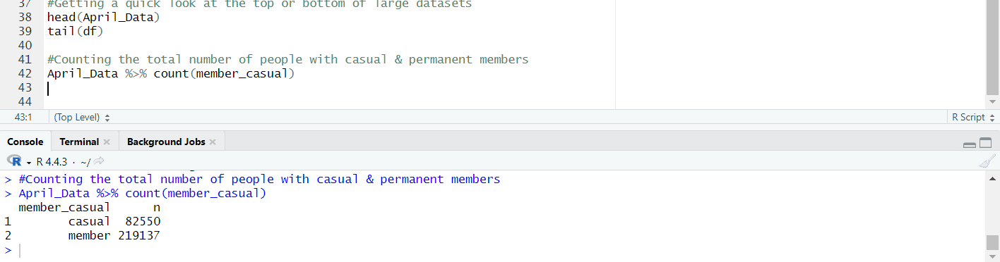 37 #Getting a quick look at the top or bottom of large datasets
38 head(April_Data)
39 tail(df)
40
41 #Counting the total number of people with casual & permanent members
42 April_Data %>% count(member_casual)
43
44
43:1 (Top Level) R Script
Console Terminal Background Jobs
R R 4.4.3 · ~/
> #Counting the total number of people with casual & permanent members
> April_Data %>% count(member_casual)
  member_casual      n
1        casual  82550
2        member 219137
>